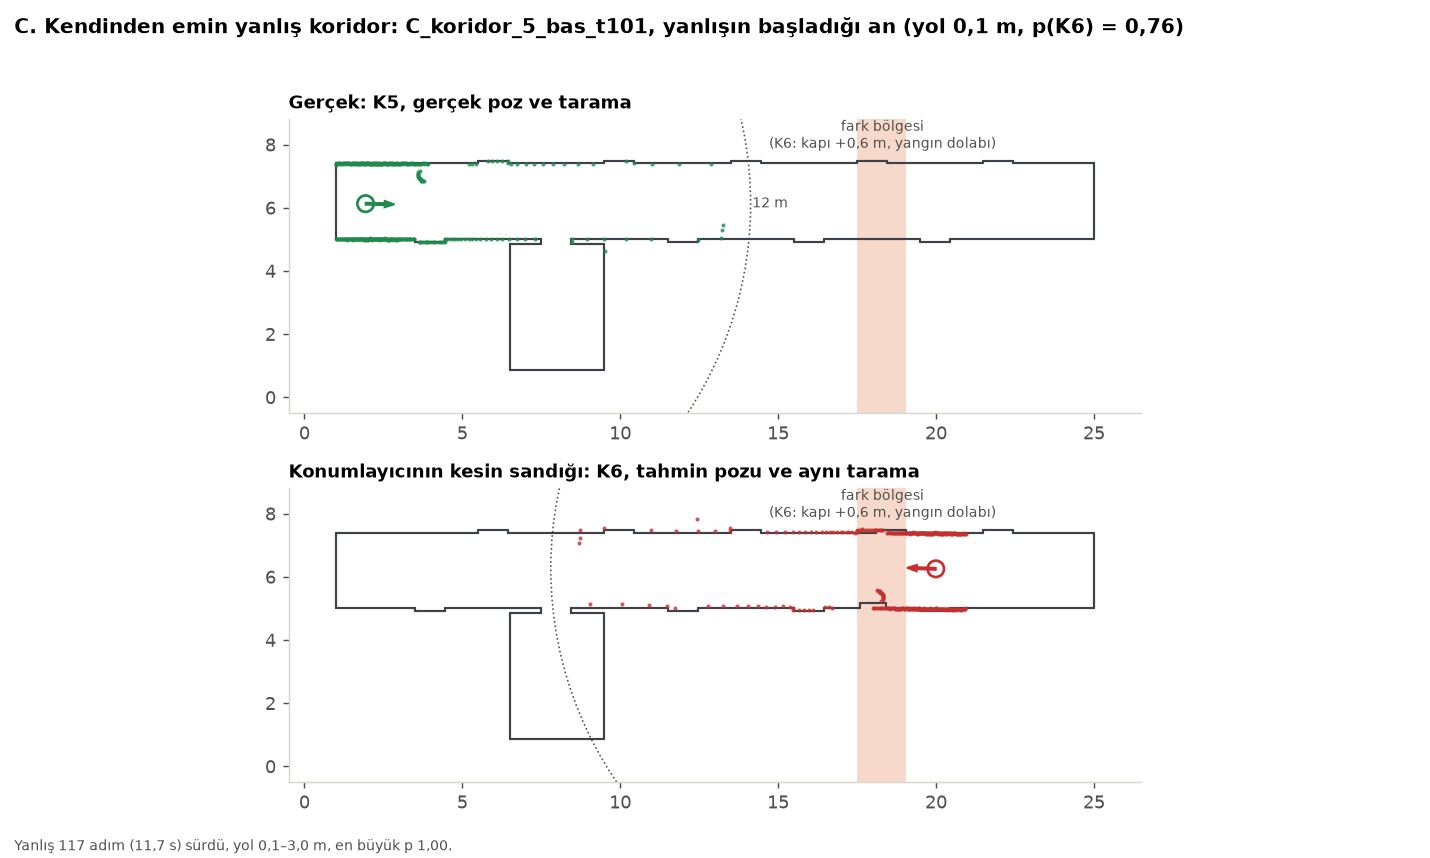 C. Kendinden emin yanlış koridor: C_koridor_5_bas_t101, yanlışın başladığı an (yol 0,1 m, p(K6) = 0,76)
Gerçek: K5, gerçek poz ve tarama
fark bölgesi
(K6: kapı +0,6 m, yangın dolabı)
12 m
8
6
4
2
0
0 5 10 15 20 25
Konumlayıcının kesin sandığı: K6, tahmin pozu ve aynı tarama
fark bölgesi
(K6: kapı +0,6 m, yangın dolabı)
8
6
4
2
0
0 5 10 15 20 25
Yanlış 117 adım (11,7 s) sürdü, yol 0,1–3,0 m, en büyük p 1,00.